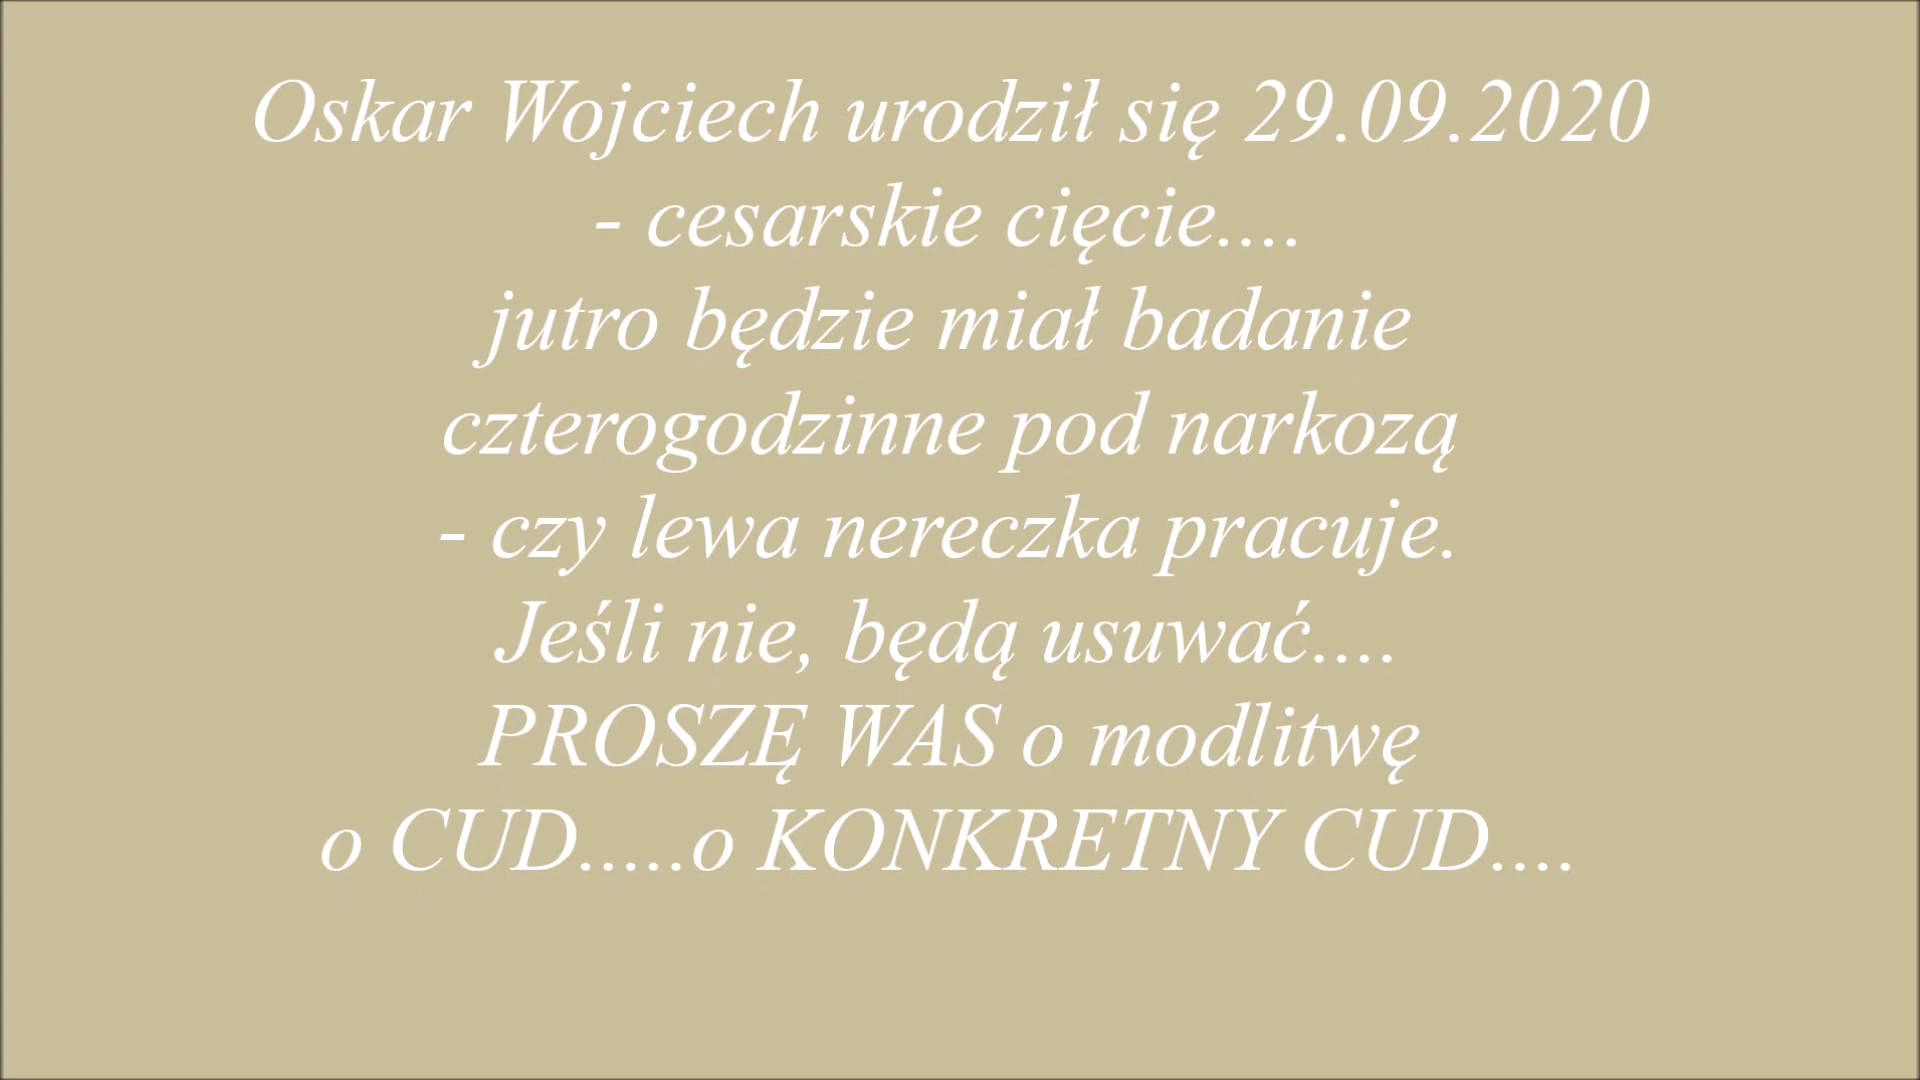 Oskar Wojciech urodził się 29.09.2020
- cesarskie cięcie....
jutro będzie miał badanie
czterogodzinne pod narkozą
- czy lewa nereczka pracuje.
Jeśli nie, będą usuwać....
PROSZĘ WAS o modlitwę
o CUD.....o KONKRETNY CUD....